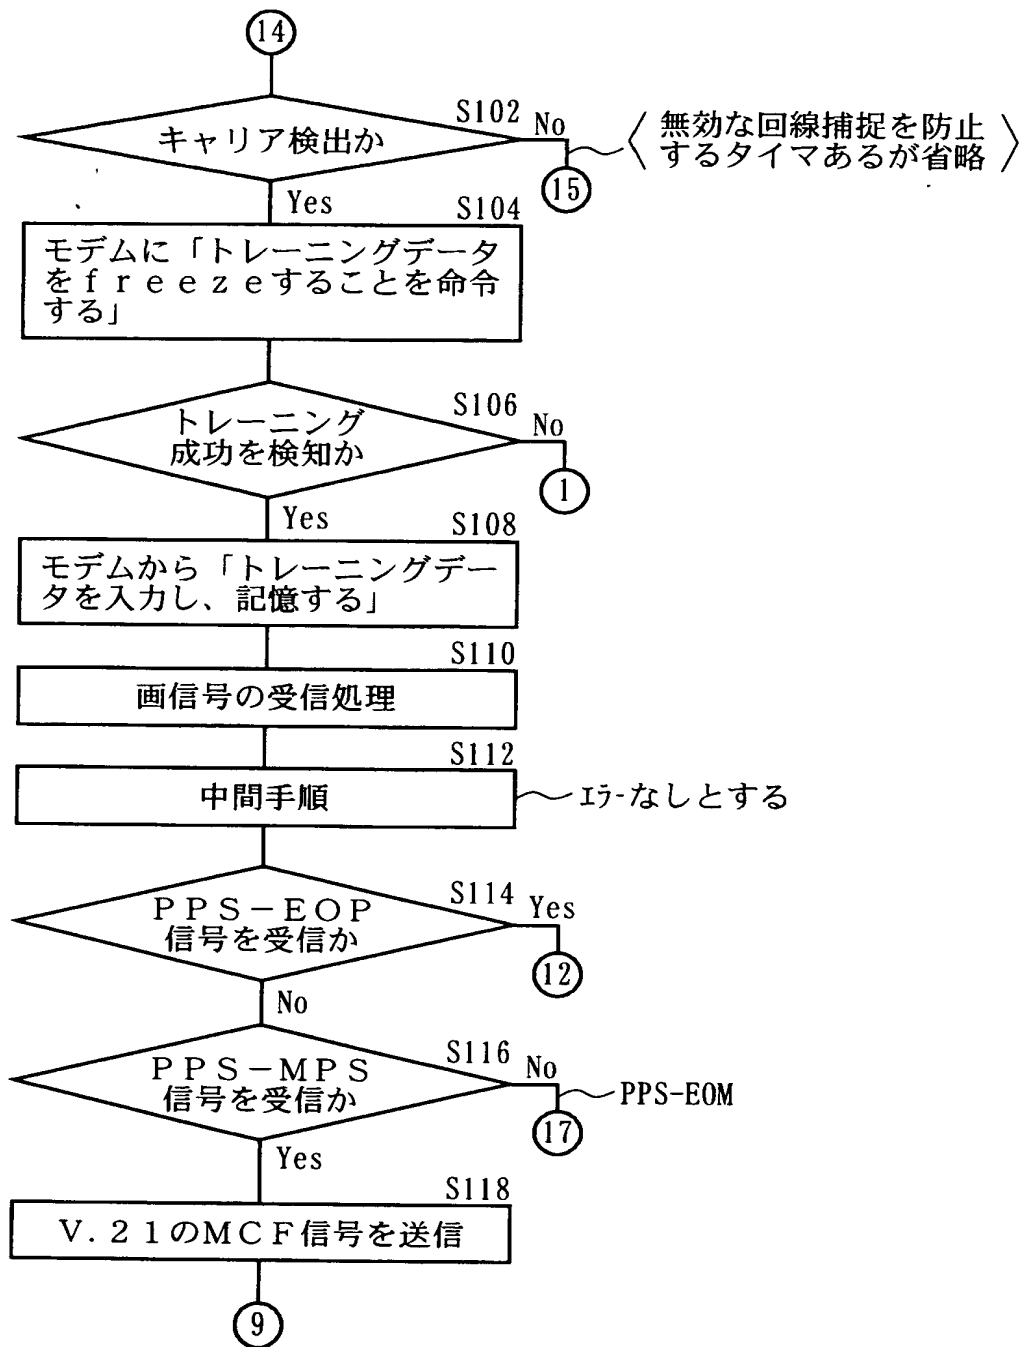 14
S102
キャリア検出か
No
〈 無効な回線捕捉を防止
するタイマあるが省略 〉
15
Yes
S104
モデムに「トレーニングデータ
をfreezeすることを命令
する」
S106
トレーニング
成功を検知か
No
1
Yes
S108
モデムから「トレーニングデー
タを入力し、記憶する」
S110
画信号の受信処理
S112
中間手順
エラーなしとする
S114
PPS-EOP
信号を受信か
Yes
12
No
S116
PPS-MPS
信号を受信か
No
PPS-EOM
17
Yes
S118
V.21のMCF信号を送信
9